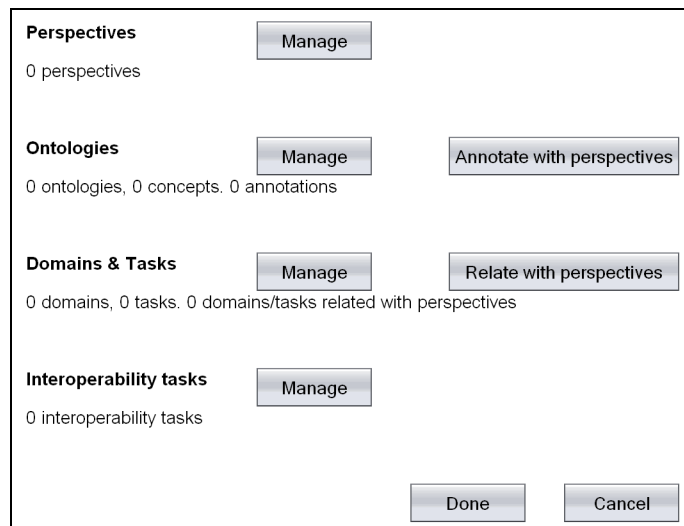 Perspectives Manage
0 perspectives
Ontologies Manage Annotate with perspectives
0 ontologies, 0 concepts. 0 annotations
Domains & Tasks Manage Relate with perspectives
0 domains, 0 tasks. 0 domains/tasks related with perspectives
Interoperability tasks Manage
0 interoperability tasks
Done Cancel